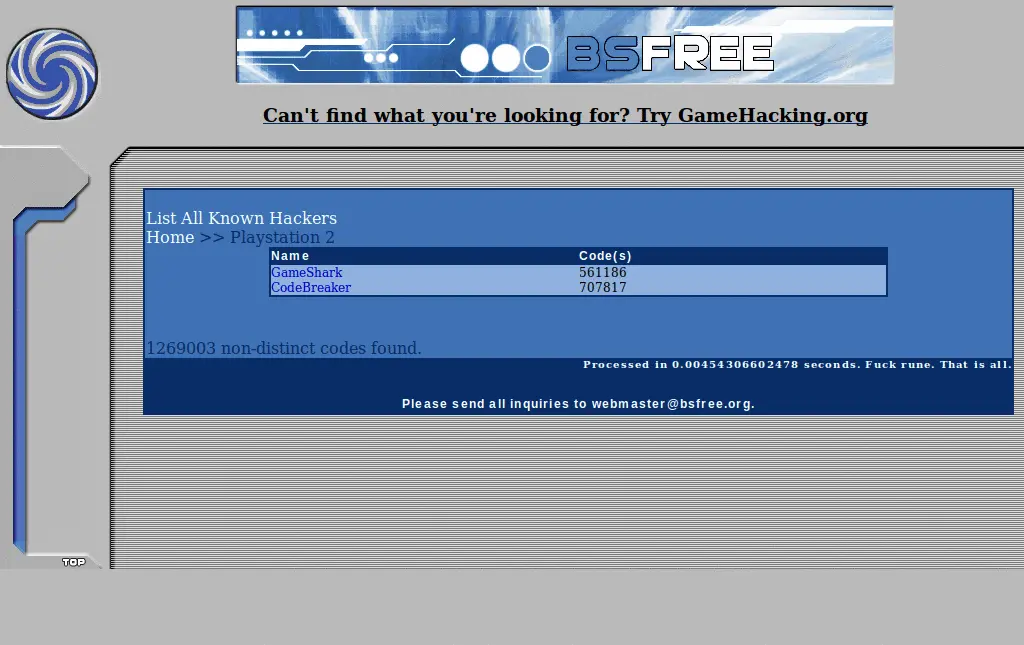 BSFREE
Can't find what you're looking for? Try GameHacking.org
List All Known Hackers
Home >> Playstation 2
Name Code(s)
GameShark 561186
CodeBreaker 707817
1269003 non-distinct codes found.
Processed in 0.00454306602478 seconds. Fuck rune. That is all.
Please send all inquiries to webmaster@bsfree.org.
TOP